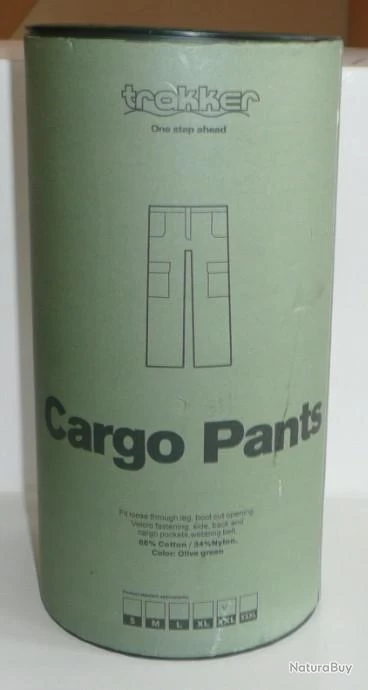 trakker
One step ahead
Cargo Pants
Fit loose through leg, boot cut opening.
Velcro fastening, side, back and
cargo pockets, webbing belt.
66% Cotton / 34% Nylon.
Color: Olive green
S M L XL XXL XXXL
NaturaBuy